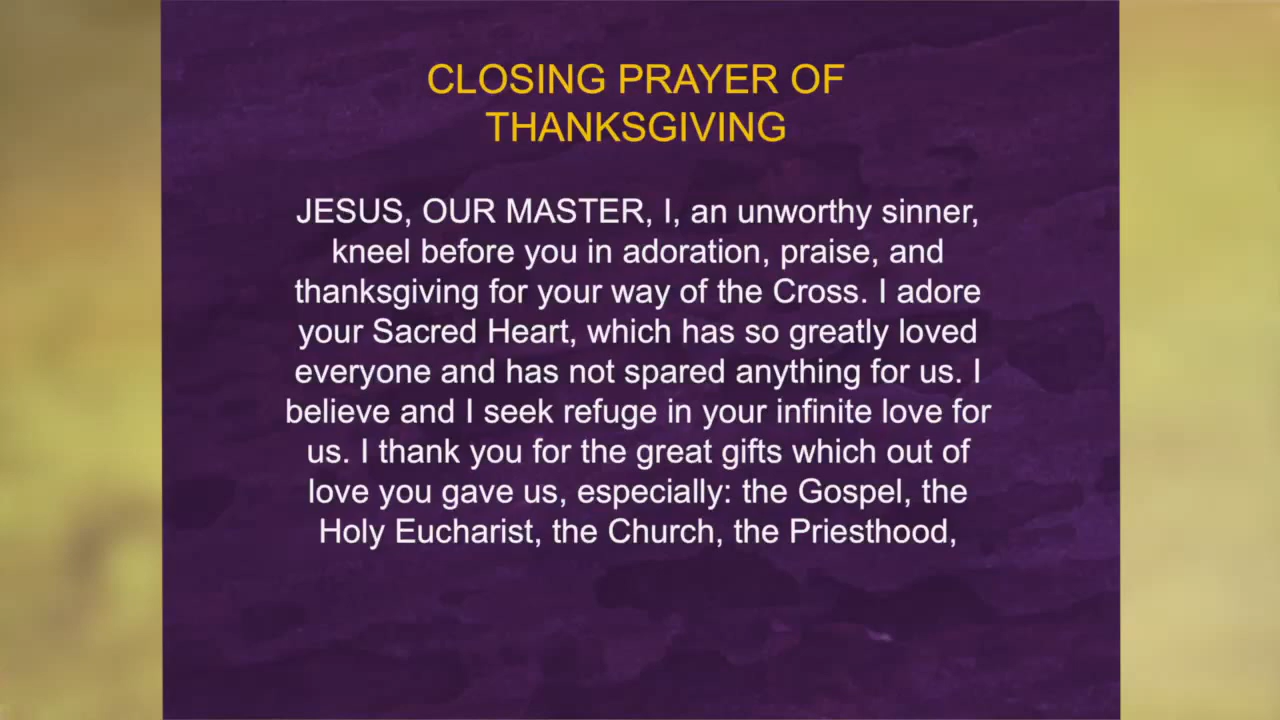 CLOSING PRAYER OF
THANKSGIVING
JESUS, OUR MASTER, I, an unworthy sinner,
kneel before you in adoration, praise, and
thanksgiving for your way of the Cross. I adore
your Sacred Heart, which has so greatly loved
everyone and has not spared anything for us. I
believe and I seek refuge in your infinite love for
us. I thank you for the great gifts which out of
love you gave us, especially: the Gospel, the
Holy Eucharist, the Church, the Priesthood,